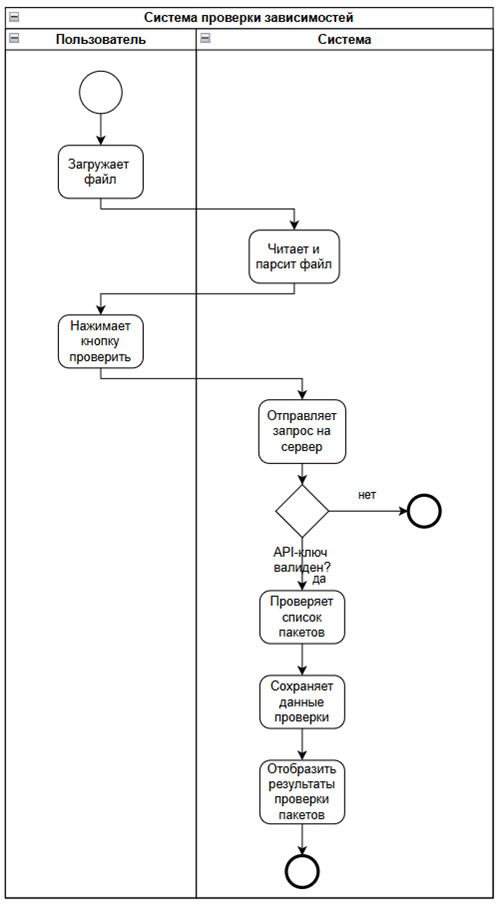 Система проверки зависимостей
Пользователь
Система
Загружает
файл
Читает и
парсит файл
Нажимает
кнопку
проверить
Отправляет
запрос на
сервер
нет
API-ключ
валиден?
да
Проверяет
список
пакетов
Сохраняет
данные
проверки
Отобразить
результаты
проверки
пакетов